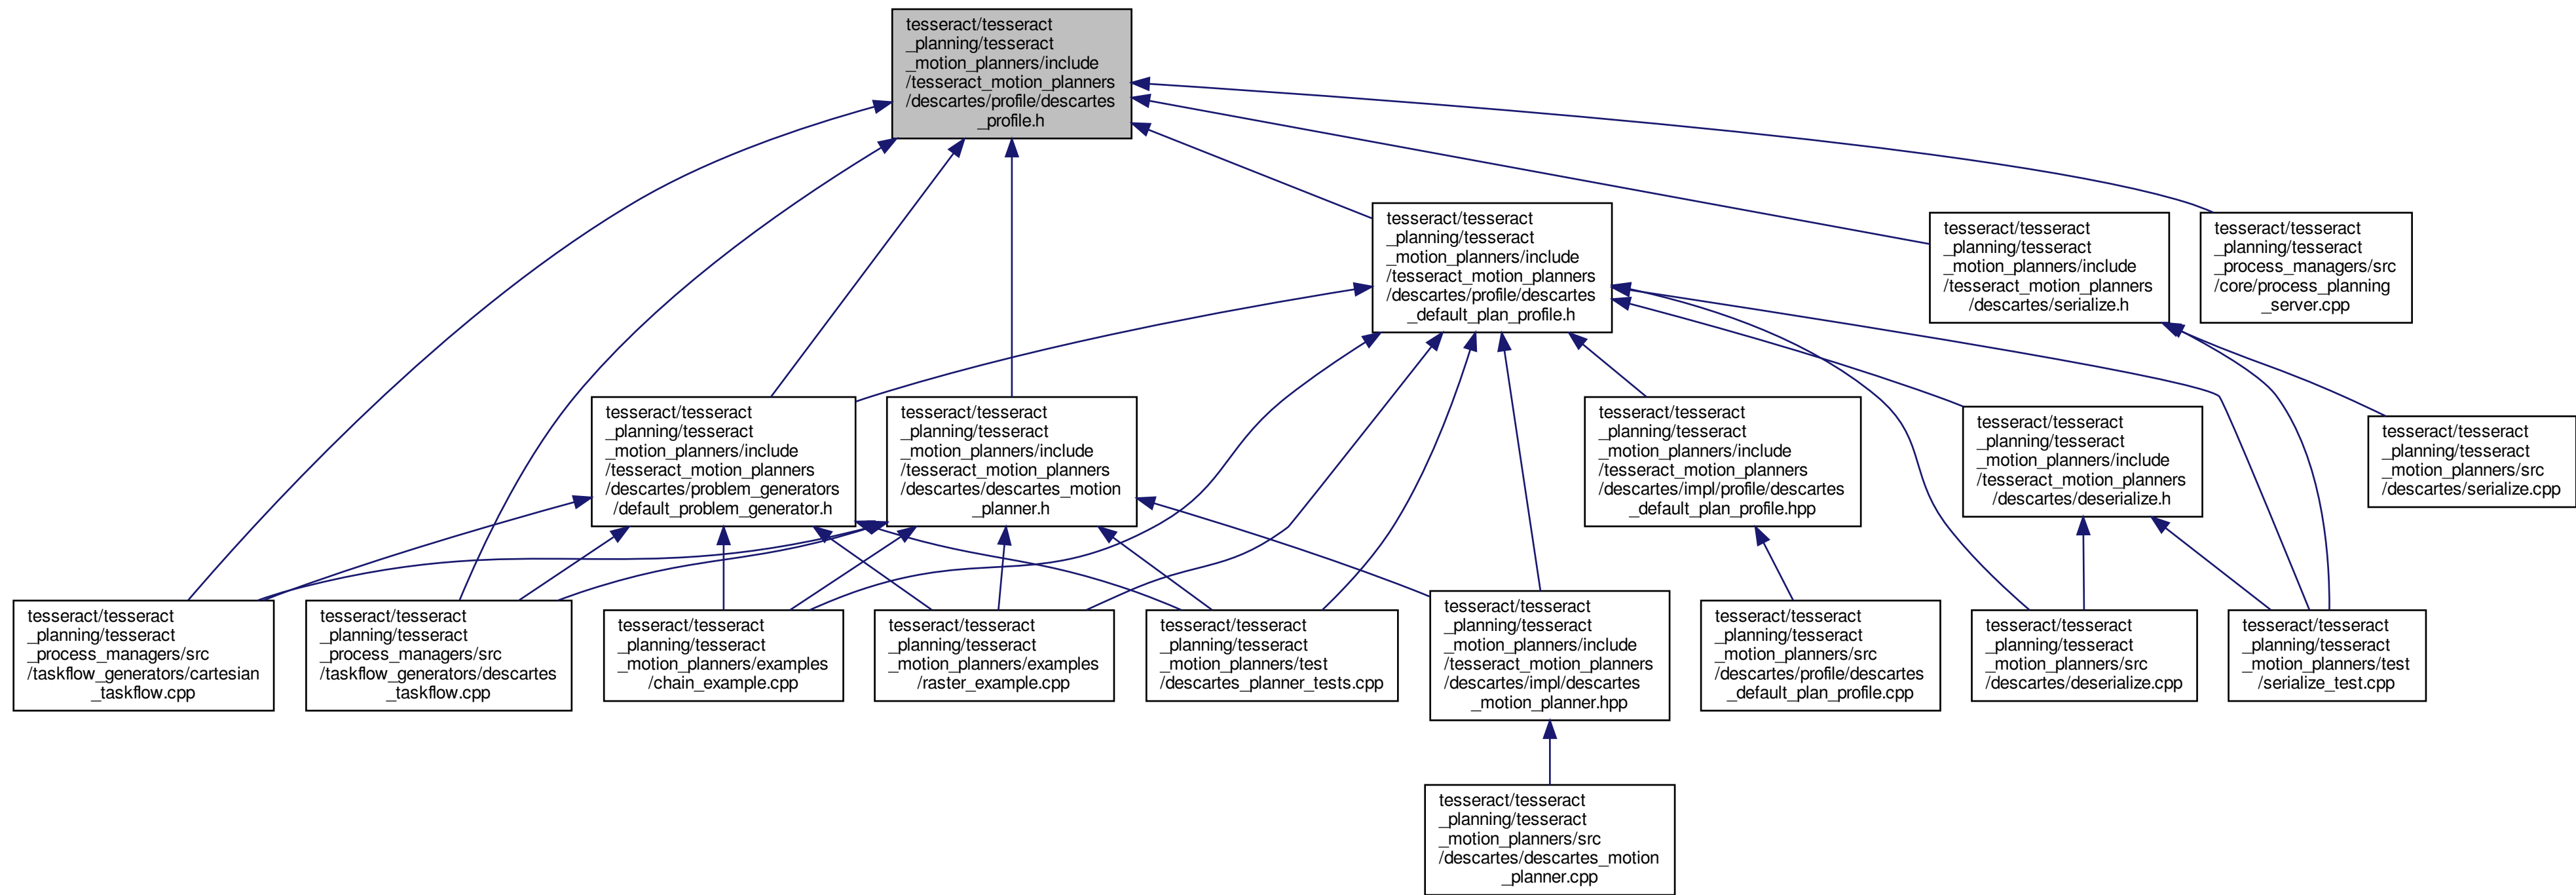 tesseract/tesseract
_planning/tesseract
_motion_planners/include
/tesseract_motion_planners
/descartes/profile/descartes
_profile.h
tesseract/tesseract
_planning/tesseract
_motion_planners/include
/tesseract_motion_planners
/descartes/profile/descartes
_default_plan_profile.h
tesseract/tesseract
_planning/tesseract
_motion_planners/include
/tesseract_motion_planners
/descartes/serialize.h
tesseract/tesseract
_planning/tesseract
_process_managers/src
/core/process_planning
_server.cpp
tesseract/tesseract
_planning/tesseract
_motion_planners/include
/tesseract_motion_planners
/descartes/problem_generators
/default_problem_generator.h
tesseract/tesseract
_planning/tesseract
_motion_planners/include
/tesseract_motion_planners
/descartes/descartes_motion
_planner.h
tesseract/tesseract
_planning/tesseract
_motion_planners/include
/tesseract_motion_planners
/descartes/impl/profile/descartes
_default_plan_profile.hpp
tesseract/tesseract
_planning/tesseract
_motion_planners/include
/tesseract_motion_planners
/descartes/deserialize.h
tesseract/tesseract
_planning/tesseract
_motion_planners/src
/descartes/serialize.cpp
tesseract/tesseract
_planning/tesseract
_process_managers/src
/taskflow_generators/cartesian
_taskflow.cpp
tesseract/tesseract
_planning/tesseract
_process_managers/src
/taskflow_generators/descartes
_taskflow.cpp
tesseract/tesseract
_planning/tesseract
_motion_planners/examples
/chain_example.cpp
tesseract/tesseract
_planning/tesseract
_motion_planners/examples
/raster_example.cpp
tesseract/tesseract
_planning/tesseract
_motion_planners/test
/descartes_planner_tests.cpp
tesseract/tesseract
_planning/tesseract
_motion_planners/include
/tesseract_motion_planners
/descartes/impl/descartes
_motion_planner.hpp
tesseract/tesseract
_planning/tesseract
_motion_planners/src
/descartes/profile/descartes
_default_plan_profile.cpp
tesseract/tesseract
_planning/tesseract
_motion_planners/src
/descartes/deserialize.cpp
tesseract/tesseract
_planning/tesseract
_motion_planners/test
/serialize_test.cpp
tesseract/tesseract
_planning/tesseract
_motion_planners/src
/descartes/descartes_motion
_planner.cpp